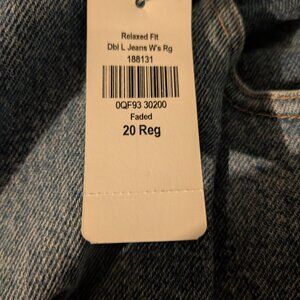 Relaxed Fit
Dbl L Jeans W's Rg
188131
0QF93 30200
Faded
20 Reg